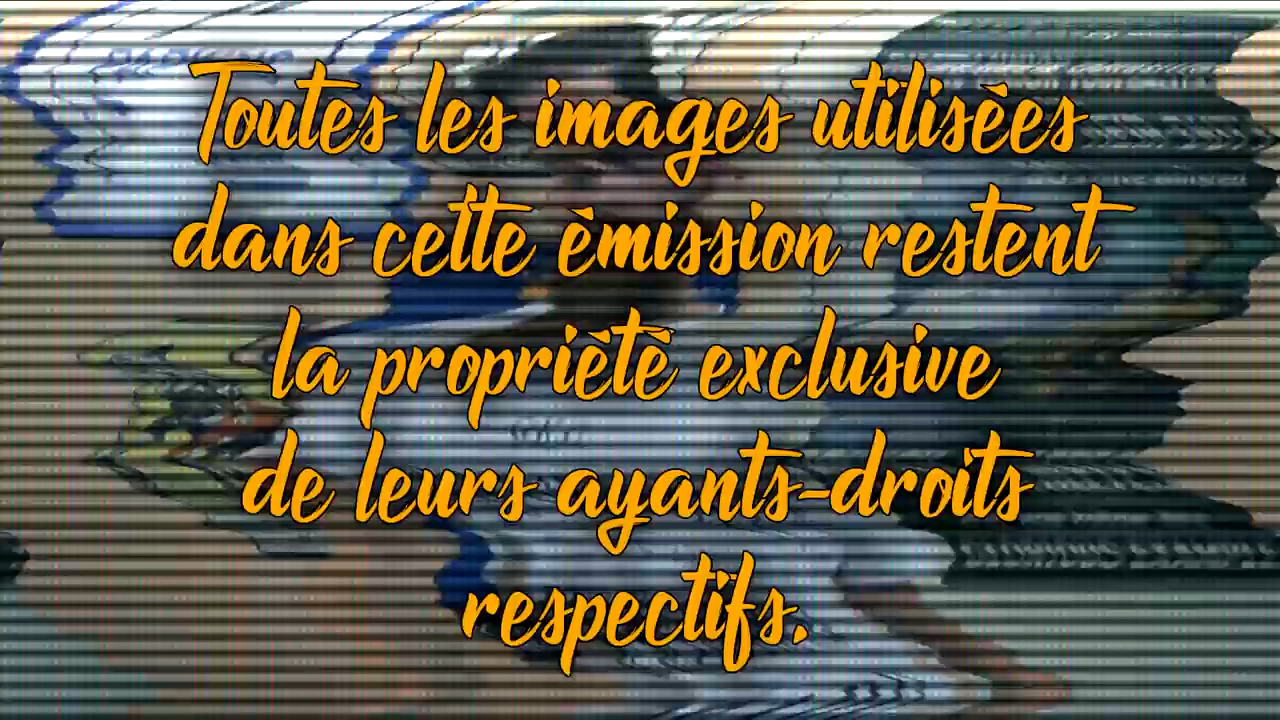 Toutes les images utilisées
dans cette émission restent
la propriété exclusive
de leurs ayants-droits
respectifs.